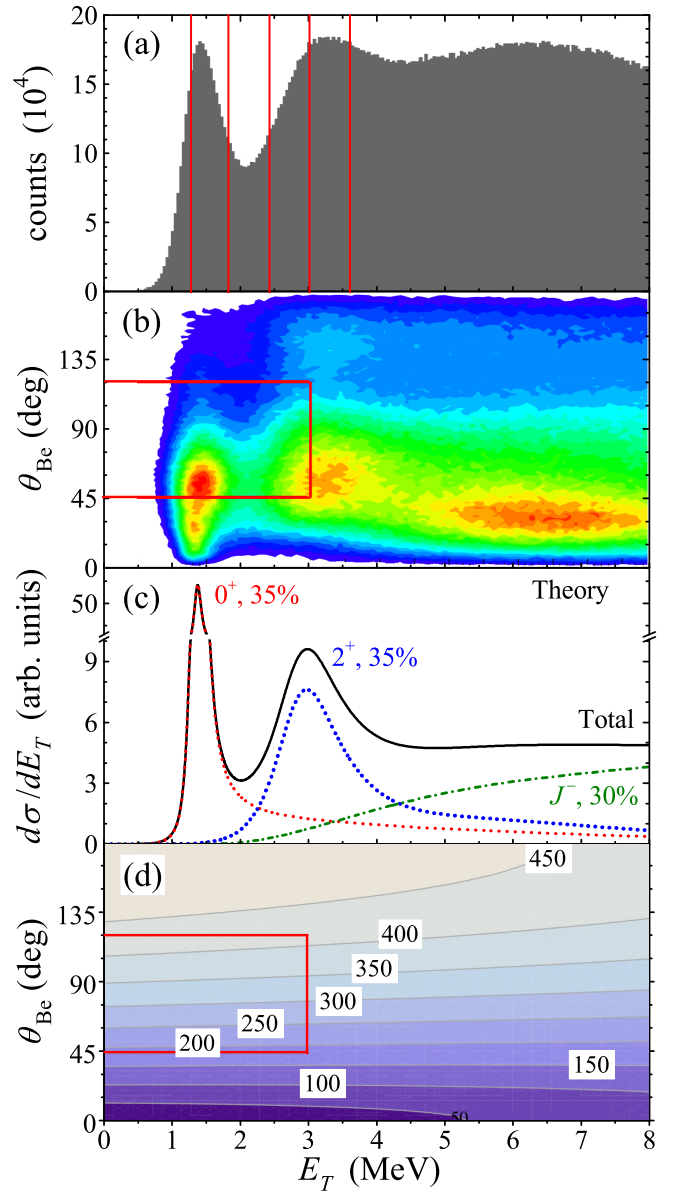 20
(a)
15
counts (10⁴)
10
5
0
(b)
135
θ_Be (deg)
90
45
0
(c)
0⁺, 35%
Theory
50
2⁺, 35%
9
dσ/dE_T (arb. units)
6
Total
3
J⁻, 30%
0
(d)
450
135
400
350
θ_Be (deg)
90
300
250
200
45
150
100
50
0
0 1 2 3 4 5 6 7 8
E_T (MeV)